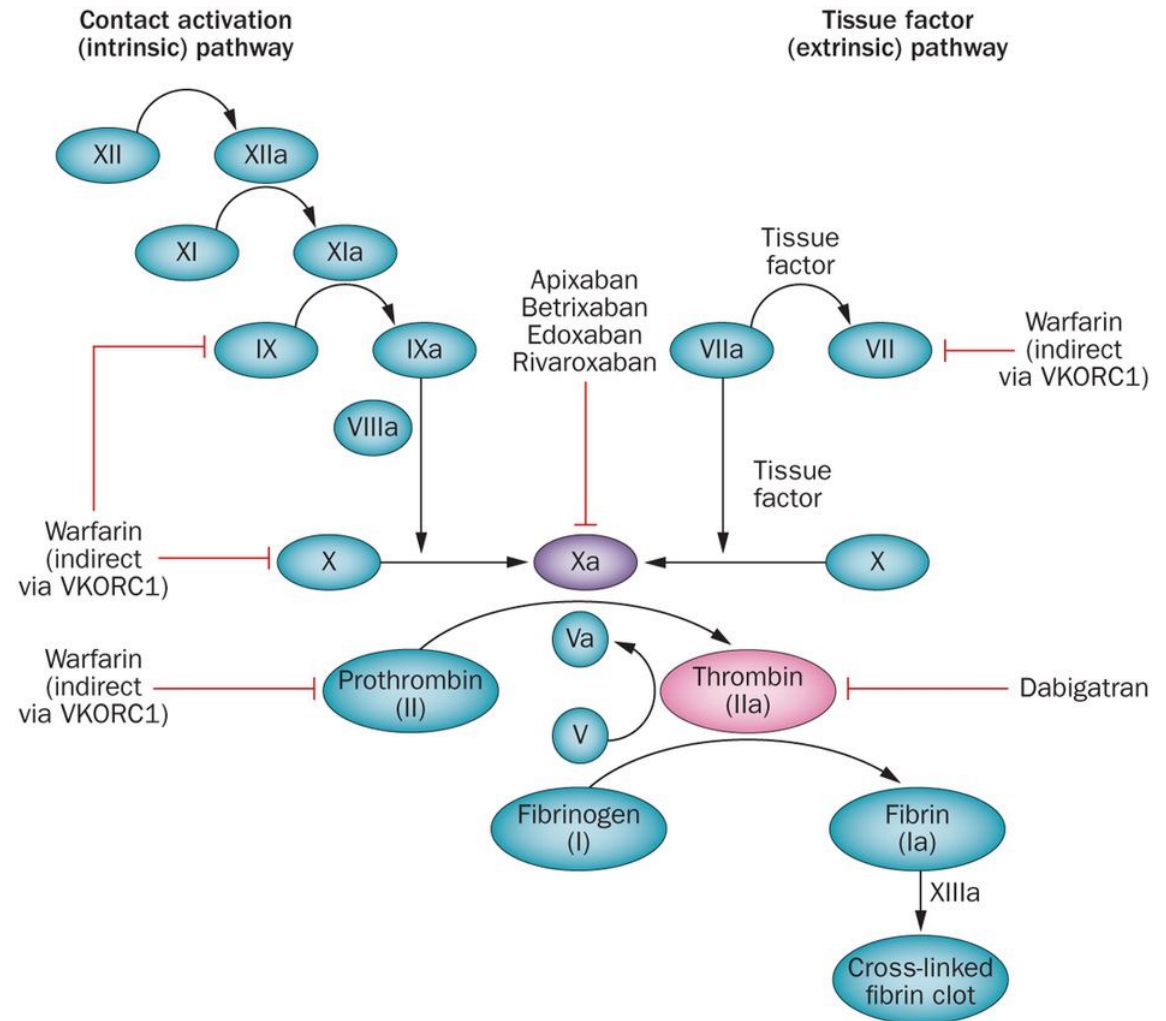 Contact activation
(intrinsic) pathway
Tissue factor
(extrinsic) pathway
XII
XIIa
XI
XIa
Tissue
factor
Apixaban
Betrixaban
Edoxaban
Rivaroxaban
IX
IXa
VIIa
VII
Warfarin
(indirect
via VKORC1)
VIIIa
Tissue
factor
Warfarin
(indirect
via VKORC1)
X
Xa
X
Va
Warfarin
(indirect
via VKORC1)
Prothrombin
(II)
Thrombin
(IIa)
Dabigatran
V
Fibrinogen
(I)
Fibrin
(Ia)
XIIIa
Cross-linked
fibrin clot